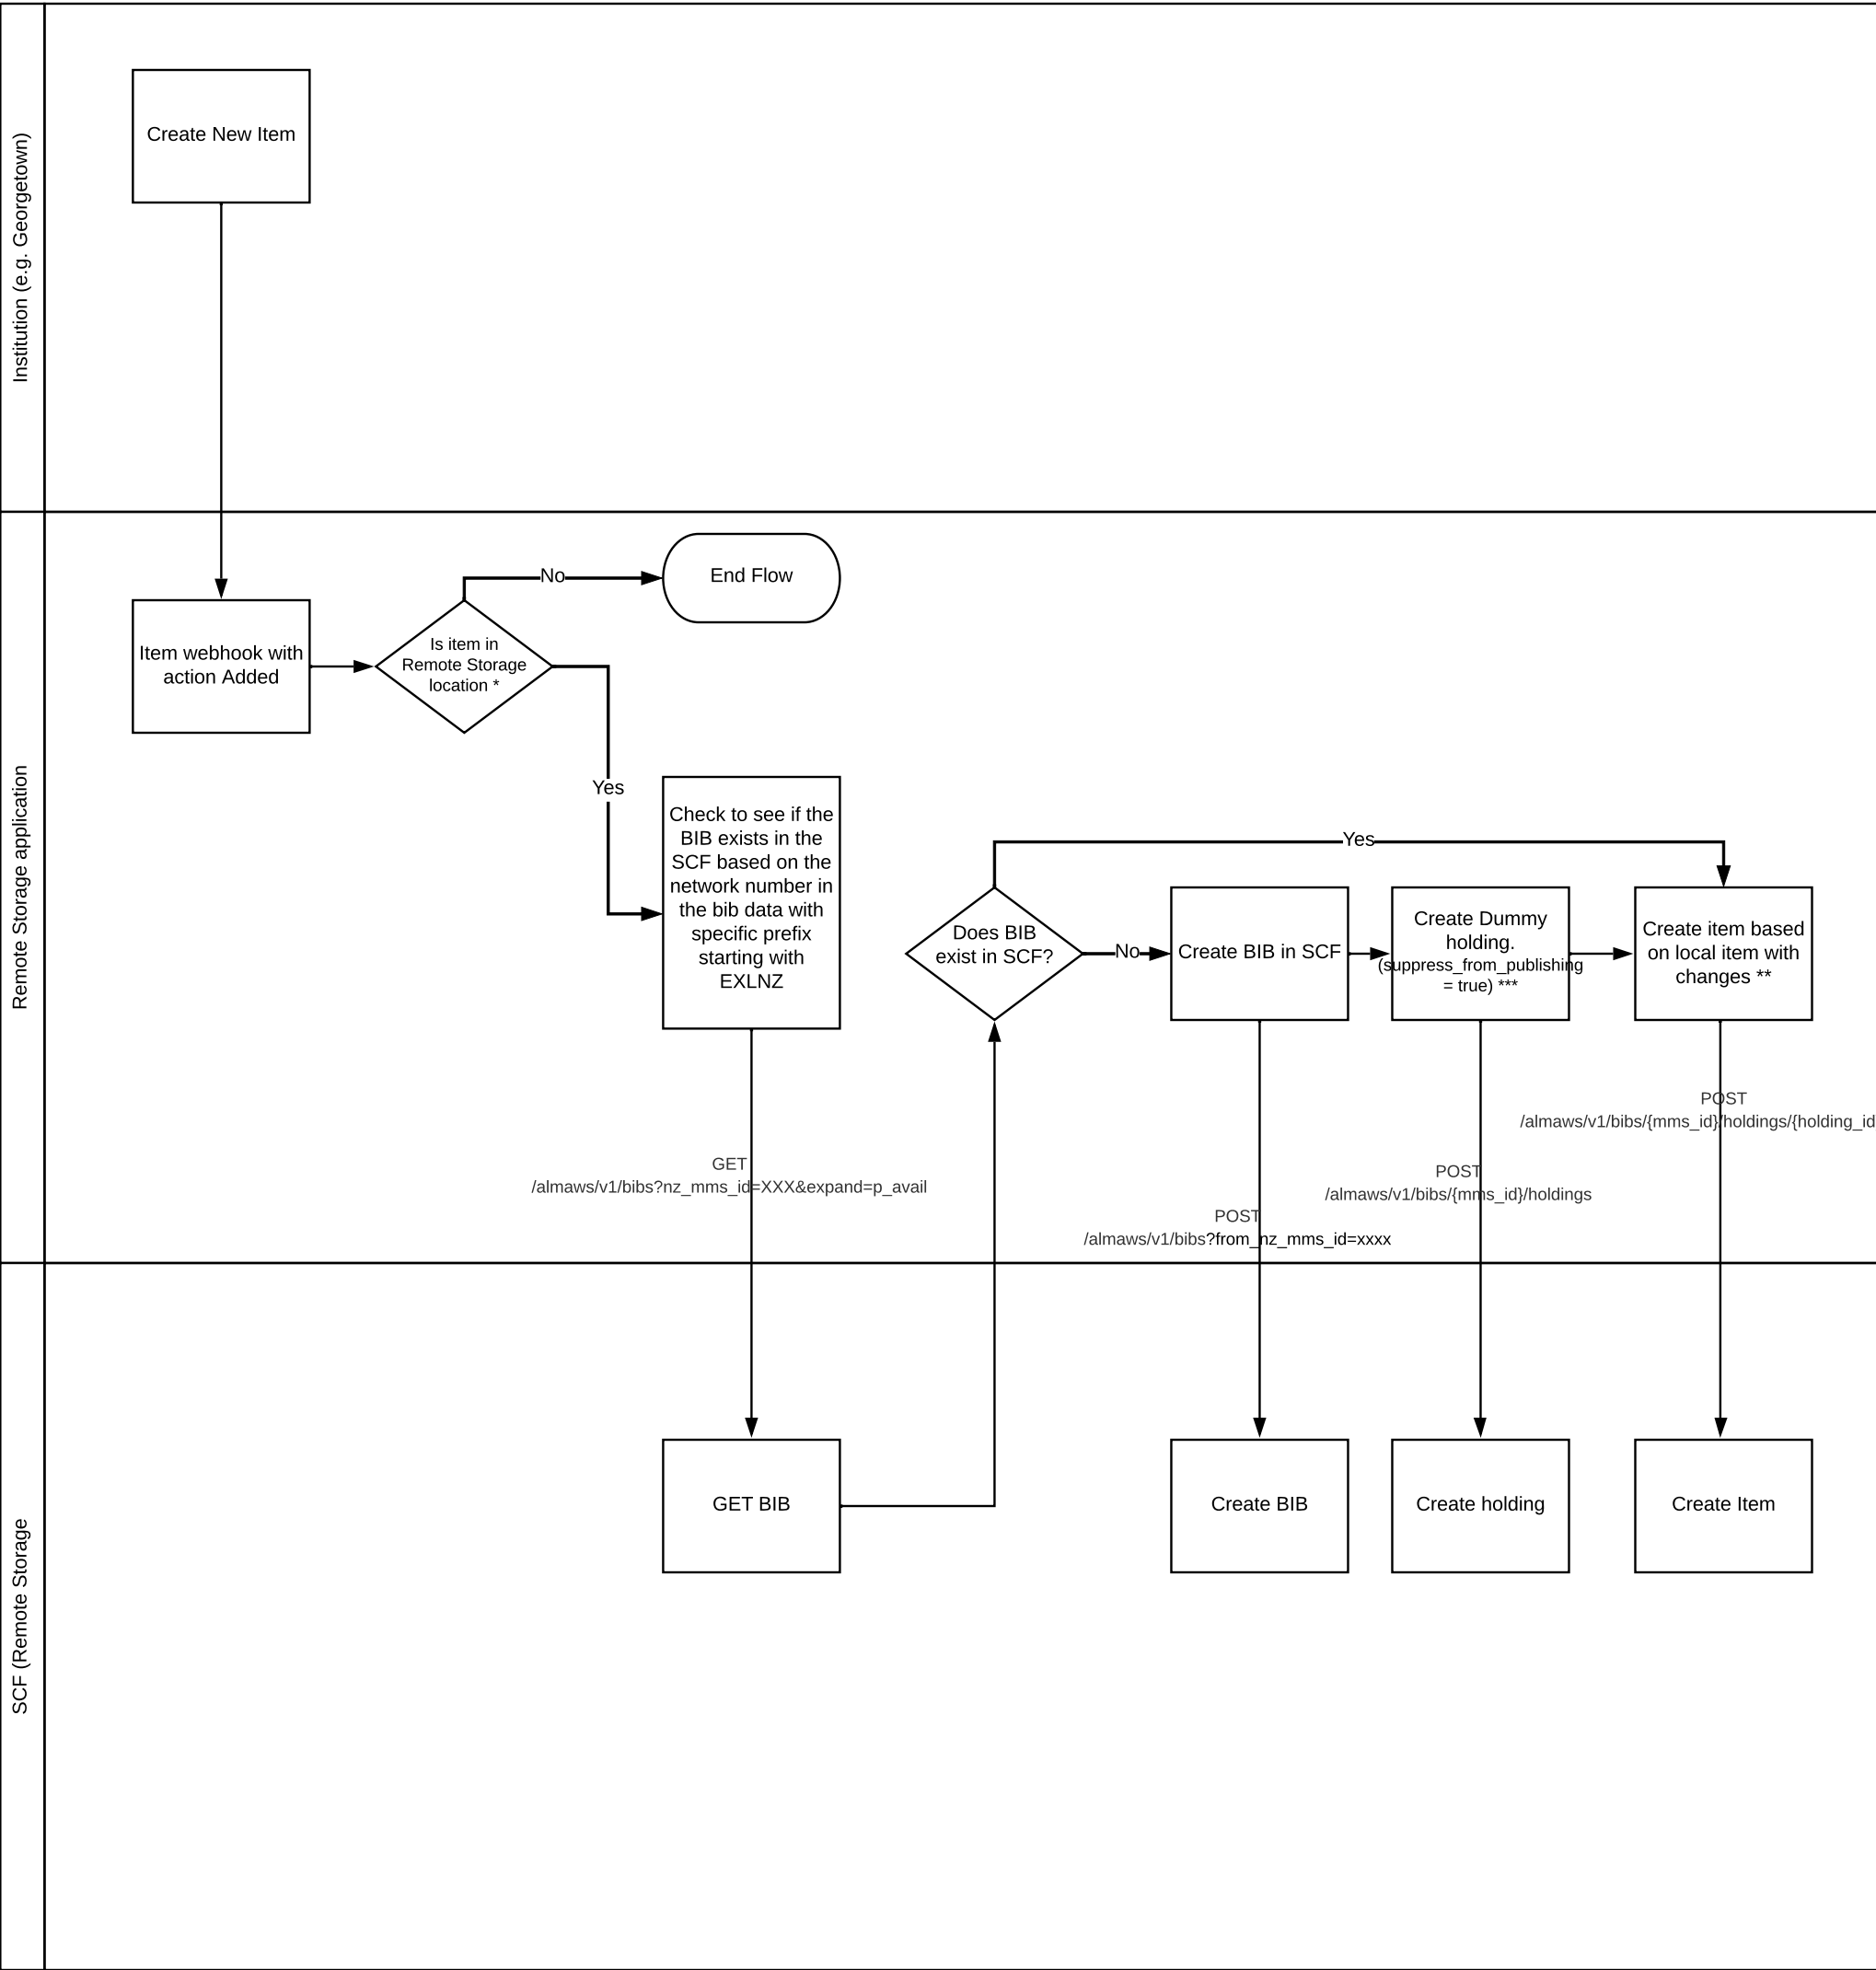 Institution (e.g. Georgetown)
Create New Item
Remote Storage application
Item webhook with
action Added
Is item in
Remote Storage
location *
No
End Flow
Yes
Check to see if the
BIB exists in the
SCF based on the
network number in
the bib data with
specific prefix
starting with
EXLNZ
Does BIB
exist in SCF?
Yes
No
Create BIB in SCF
Create Dummy
holding.
(suppress_from_publishing
= true) ***
Create item based
on local item with
changes **
GET
/almaws/v1/bibs?nz_mms_id=XXX&expand=p_avail
POST
/almaws/v1/bibs?from_nz_mms_id=xxxx
POST
/almaws/v1/bibs/{mms_id}/holdings
POST
/almaws/v1/bibs/{mms_id}/holdings/{holding_id
SCF (Remote Storage
GET BIB
Create BIB
Create holding
Create Item